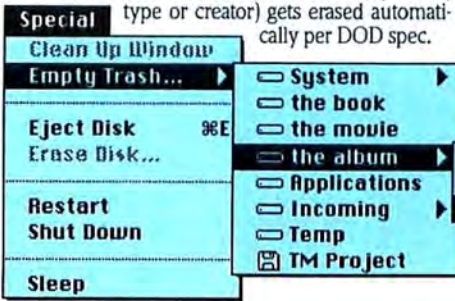 type or creator) gets erased automati-
cally per DOD spec.
Special
Clean Up Window
Empty Trash...
Eject Disk ⌘E
Erase Disk...
Restart
Shut Down
Sleep
System
the book
the movie
the album
Applications
Incoming
Temp
TM Project